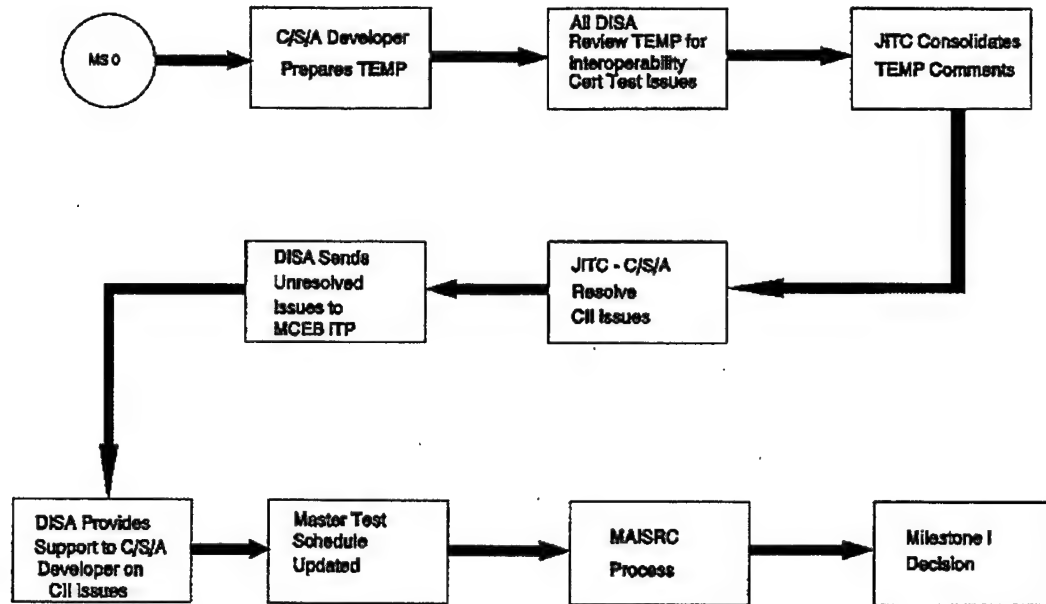 MS 0
C/S/A Developer
Prepares TEMP
All DISA
Review TEMP for
Interoperability
Cert Test Issues
JITC Consolidates
TEMP Comments
DISA Sends
Unresolved
Issues to
MCEB ITP
JITC - C/S/A
Resolve
CII Issues
DISA Provides
Support to C/S/A
Developer on
CII Issues
Master Test
Schedule
Updated
MAISRC
Process
Milestone I
Decision